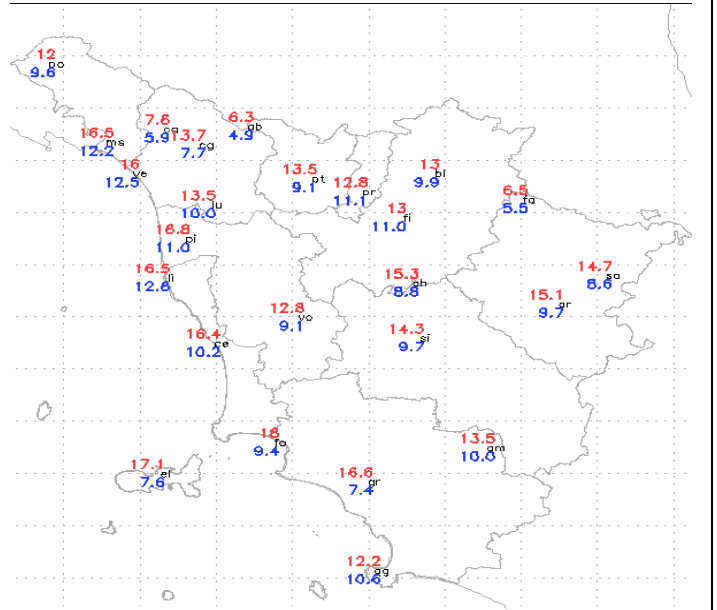 12
po
9.6
7.6
ca
5.9
6.3
ab
4.9
16.5
ms
12.2
13.7
cg
7.7
16
ve
12.5
13.5
pt
9.1
12.8
pr
11.1
13
bl
9.9
13.5
lu
10.0
13
fi
11.0
6.5
fa
5.5
16.8
pi
11.0
16.5
li
12.6
15.3
ah
8.8
14.7
sa
8.6
15.1
ar
9.7
12.8
vo
9.1
14.3
si
9.7
16.4
ce
10.2
18
fo
9.4
13.5
am
10.0
17.1
el
7.6
16.6
gr
7.4
12.2
ag
10.6